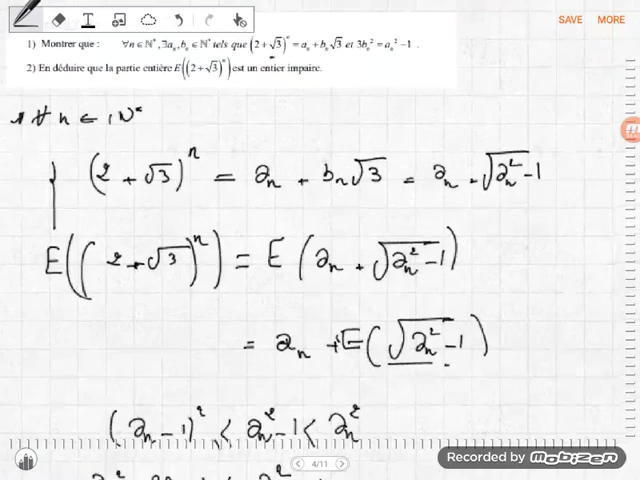 SAVE MORE
1) Montrer que : ∀n ∈ ℕ*, ∃aₙ, bₙ ∈ ℕ* tels que (2 + √3)ⁿ = aₙ + bₙ√3 et 3bₙ² = aₙ² − 1 .
2) En déduire que la partie entière E((2 + √3)ⁿ) est un entier impaire.
∀ n ∈ ℕ*
(2 + √3)ⁿ = aₙ + bₙ√3 = aₙ + √(aₙ² − 1)
E((2 + √3)ⁿ) = E(aₙ + √(aₙ² − 1))
= aₙ + E(√(aₙ² − 1))
(aₙ − 1)² < aₙ² − 1 < aₙ²
4/11
Recorded by MOBIZEN